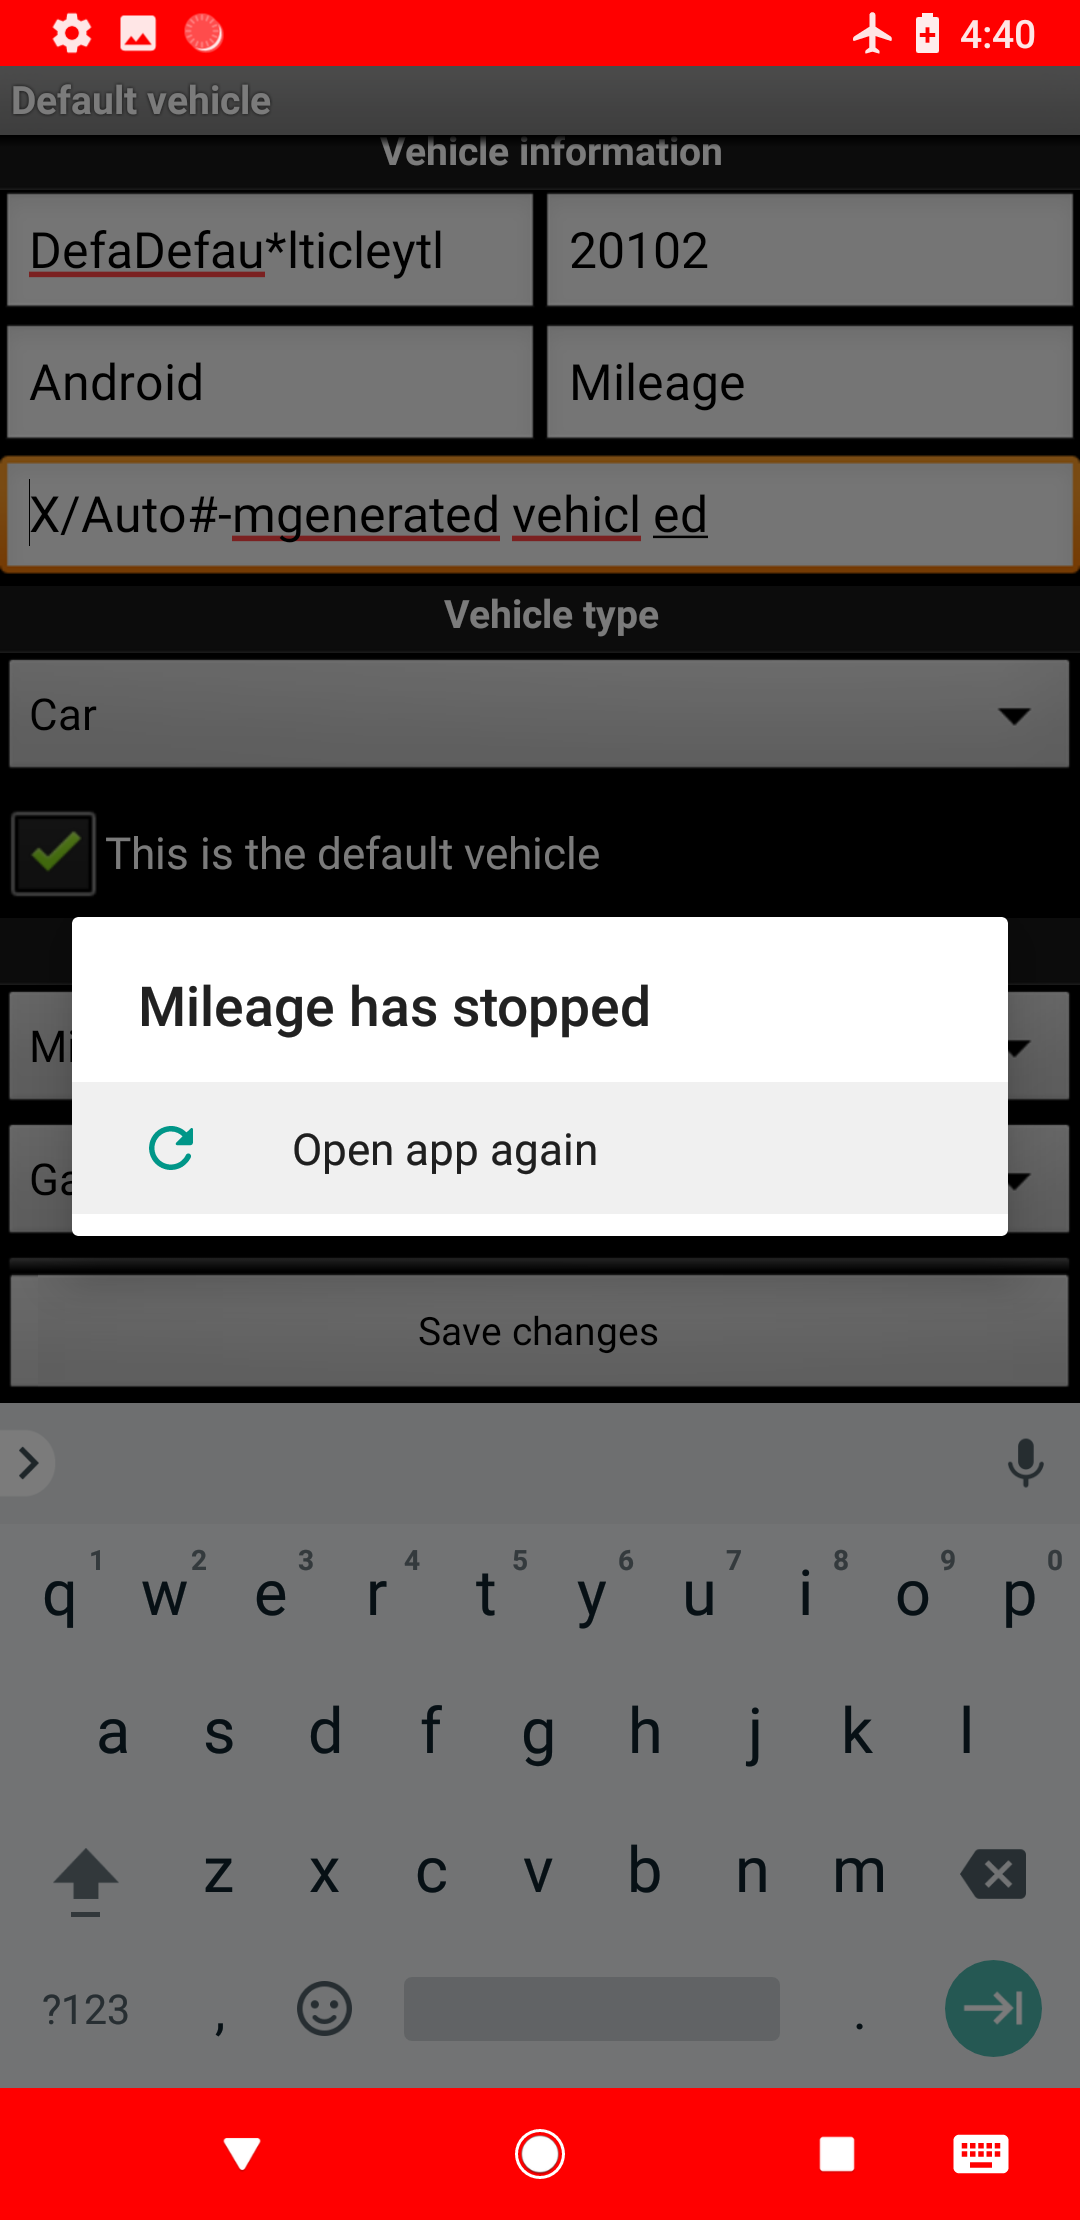 4:40
Default vehicle
Vehicle information
DefaDefau*lticleytl 20102
Android Mileage
X/Auto#-mgenerated vehicl ed
Vehicle type
Car
This is the default vehicle
Mileage has stopped
Mi
Open app again
Ga
Save changes
1 2 3 4 5 6 7 8 9 0
q w e r t y u i o p
a s d f g h j k l
z x c v b n m
?123 , .